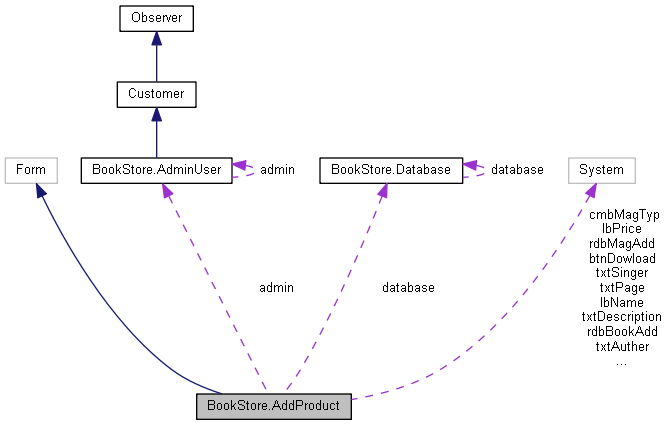 Observer
Customer
Form
BookStore.AdminUser
admin
BookStore.Database
database
System
cmbMagTyp
lbPrice
rdbMagAdd
btnDowload
txtSinger
txtPage
lbName
txtDescription
rdbBookAdd
txtAuther
...
admin
database
BookStore.AddProduct